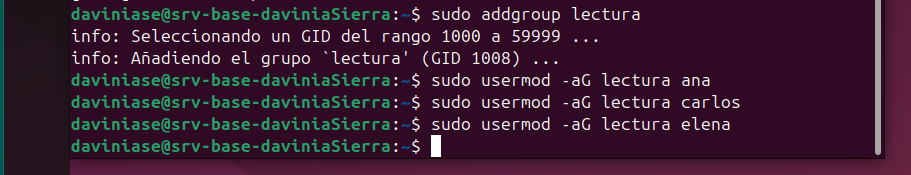 daviniase@srv-base-daviniaSierra:~$ sudo addgroup lectura
info: Seleccionando un GID del rango 1000 a 59999 ...
info: Añadiendo el grupo `lectura' (GID 1008) ...
daviniase@srv-base-daviniaSierra:~$ sudo usermod -aG lectura ana
daviniase@srv-base-daviniaSierra:~$ sudo usermod -aG lectura carlos
daviniase@srv-base-daviniaSierra:~$ sudo usermod -aG lectura elena
daviniase@srv-base-daviniaSierra:~$